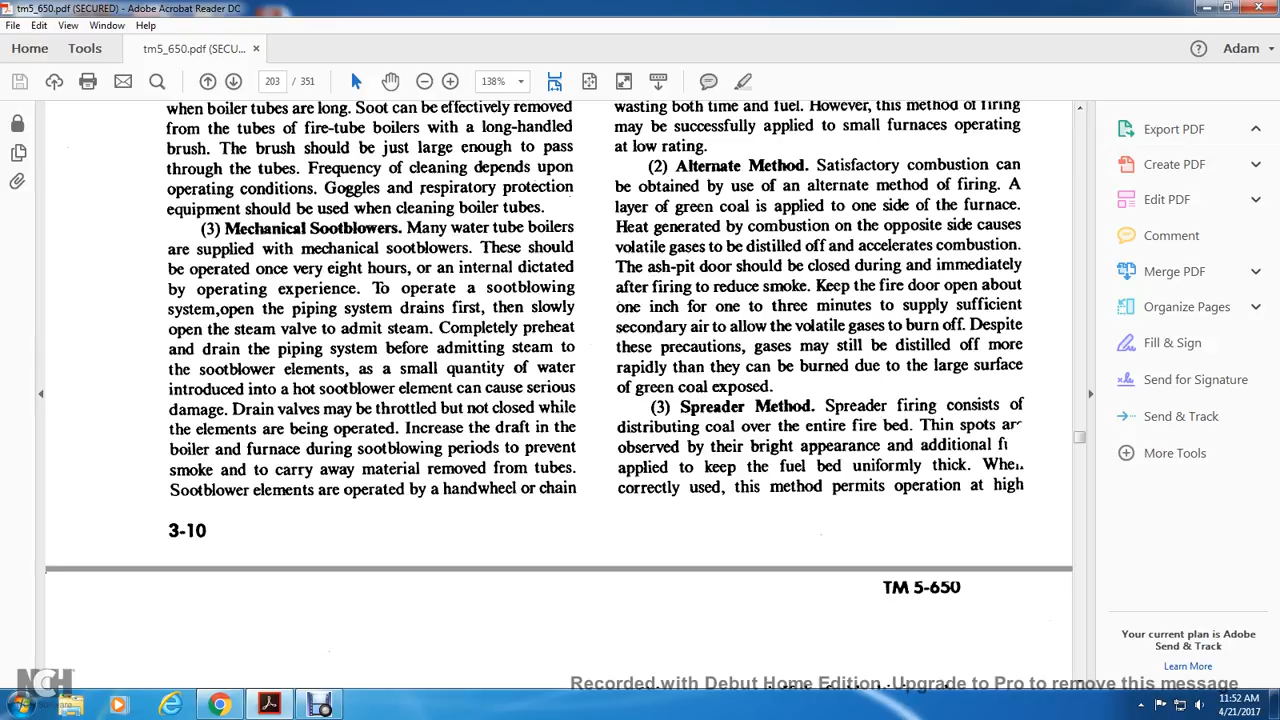 tm5_650.pdf (SECURED) - Adobe Acrobat Reader DC
File Edit View Window Help
Home Tools tm5_650.pdf (SECU... × Adam
203 / 351 138%
when boiler tubes are long. Soot can be effectively removed
from the tubes of fire-tube boilers with a long-handled
brush. The brush should be just large enough to pass
through the tubes. Frequency of cleaning depends upon
operating conditions. Goggles and respiratory protection
equipment should be used when cleaning boiler tubes.
(3) Mechanical Sootblowers. Many water tube boilers
are supplied with mechanical sootblowers. These should
be operated once very eight hours, or an internal dictated
by operating experience. To operate a sootblowing
system,open the piping system drains first, then slowly
open the steam valve to admit steam. Completely preheat
and drain the piping system before admitting steam to
the sootblower elements, as a small quantity of water
introduced into a hot sootblower element can cause serious
damage. Drain valves may be throttled but not closed while
the elements are being operated. Increase the draft in the
boiler and furnace during sootblowing periods to prevent
smoke and to carry away material removed from tubes.
Sootblower elements are operated by a handwheel or chain
3-10
wasting both time and fuel. However, this method of firing
may be successfully applied to small furnaces operating
at low rating.
(2) Alternate Method. Satisfactory combustion can
be obtained by use of an alternate method of firing. A
layer of green coal is applied to one side of the furnace.
Heat generated by combustion on the opposite side causes
volatile gases to be distilled off and accelerates combustion.
The ash-pit door should be closed during and immediately
after firing to reduce smoke. Keep the fire door open about
one inch for one to three minutes to supply sufficient
secondary air to allow the volatile gases to burn off. Despite
these precautions, gases may still be distilled off more
rapidly than they can be burned due to the large surface
of green coal exposed.
(3) Spreader Method. Spreader firing consists of
distributing coal over the entire fire bed. Thin spots are
observed by their bright appearance and additional
applied to keep the fuel bed uniformly thick. When
correctly used, this method permits operation at high
TM 5-650
Export PDF
Create PDF
Edit PDF
Comment
Merge PDF
Organize Pages
Fill & Sign
Send for Signature
Send & Track
More Tools
Your current plan is Adobe
Send & Track
Learn More
NCH
Recorded with Debut Home Edition. Upgrade to Pro to remove this message
11:52 AM
4/21/2017